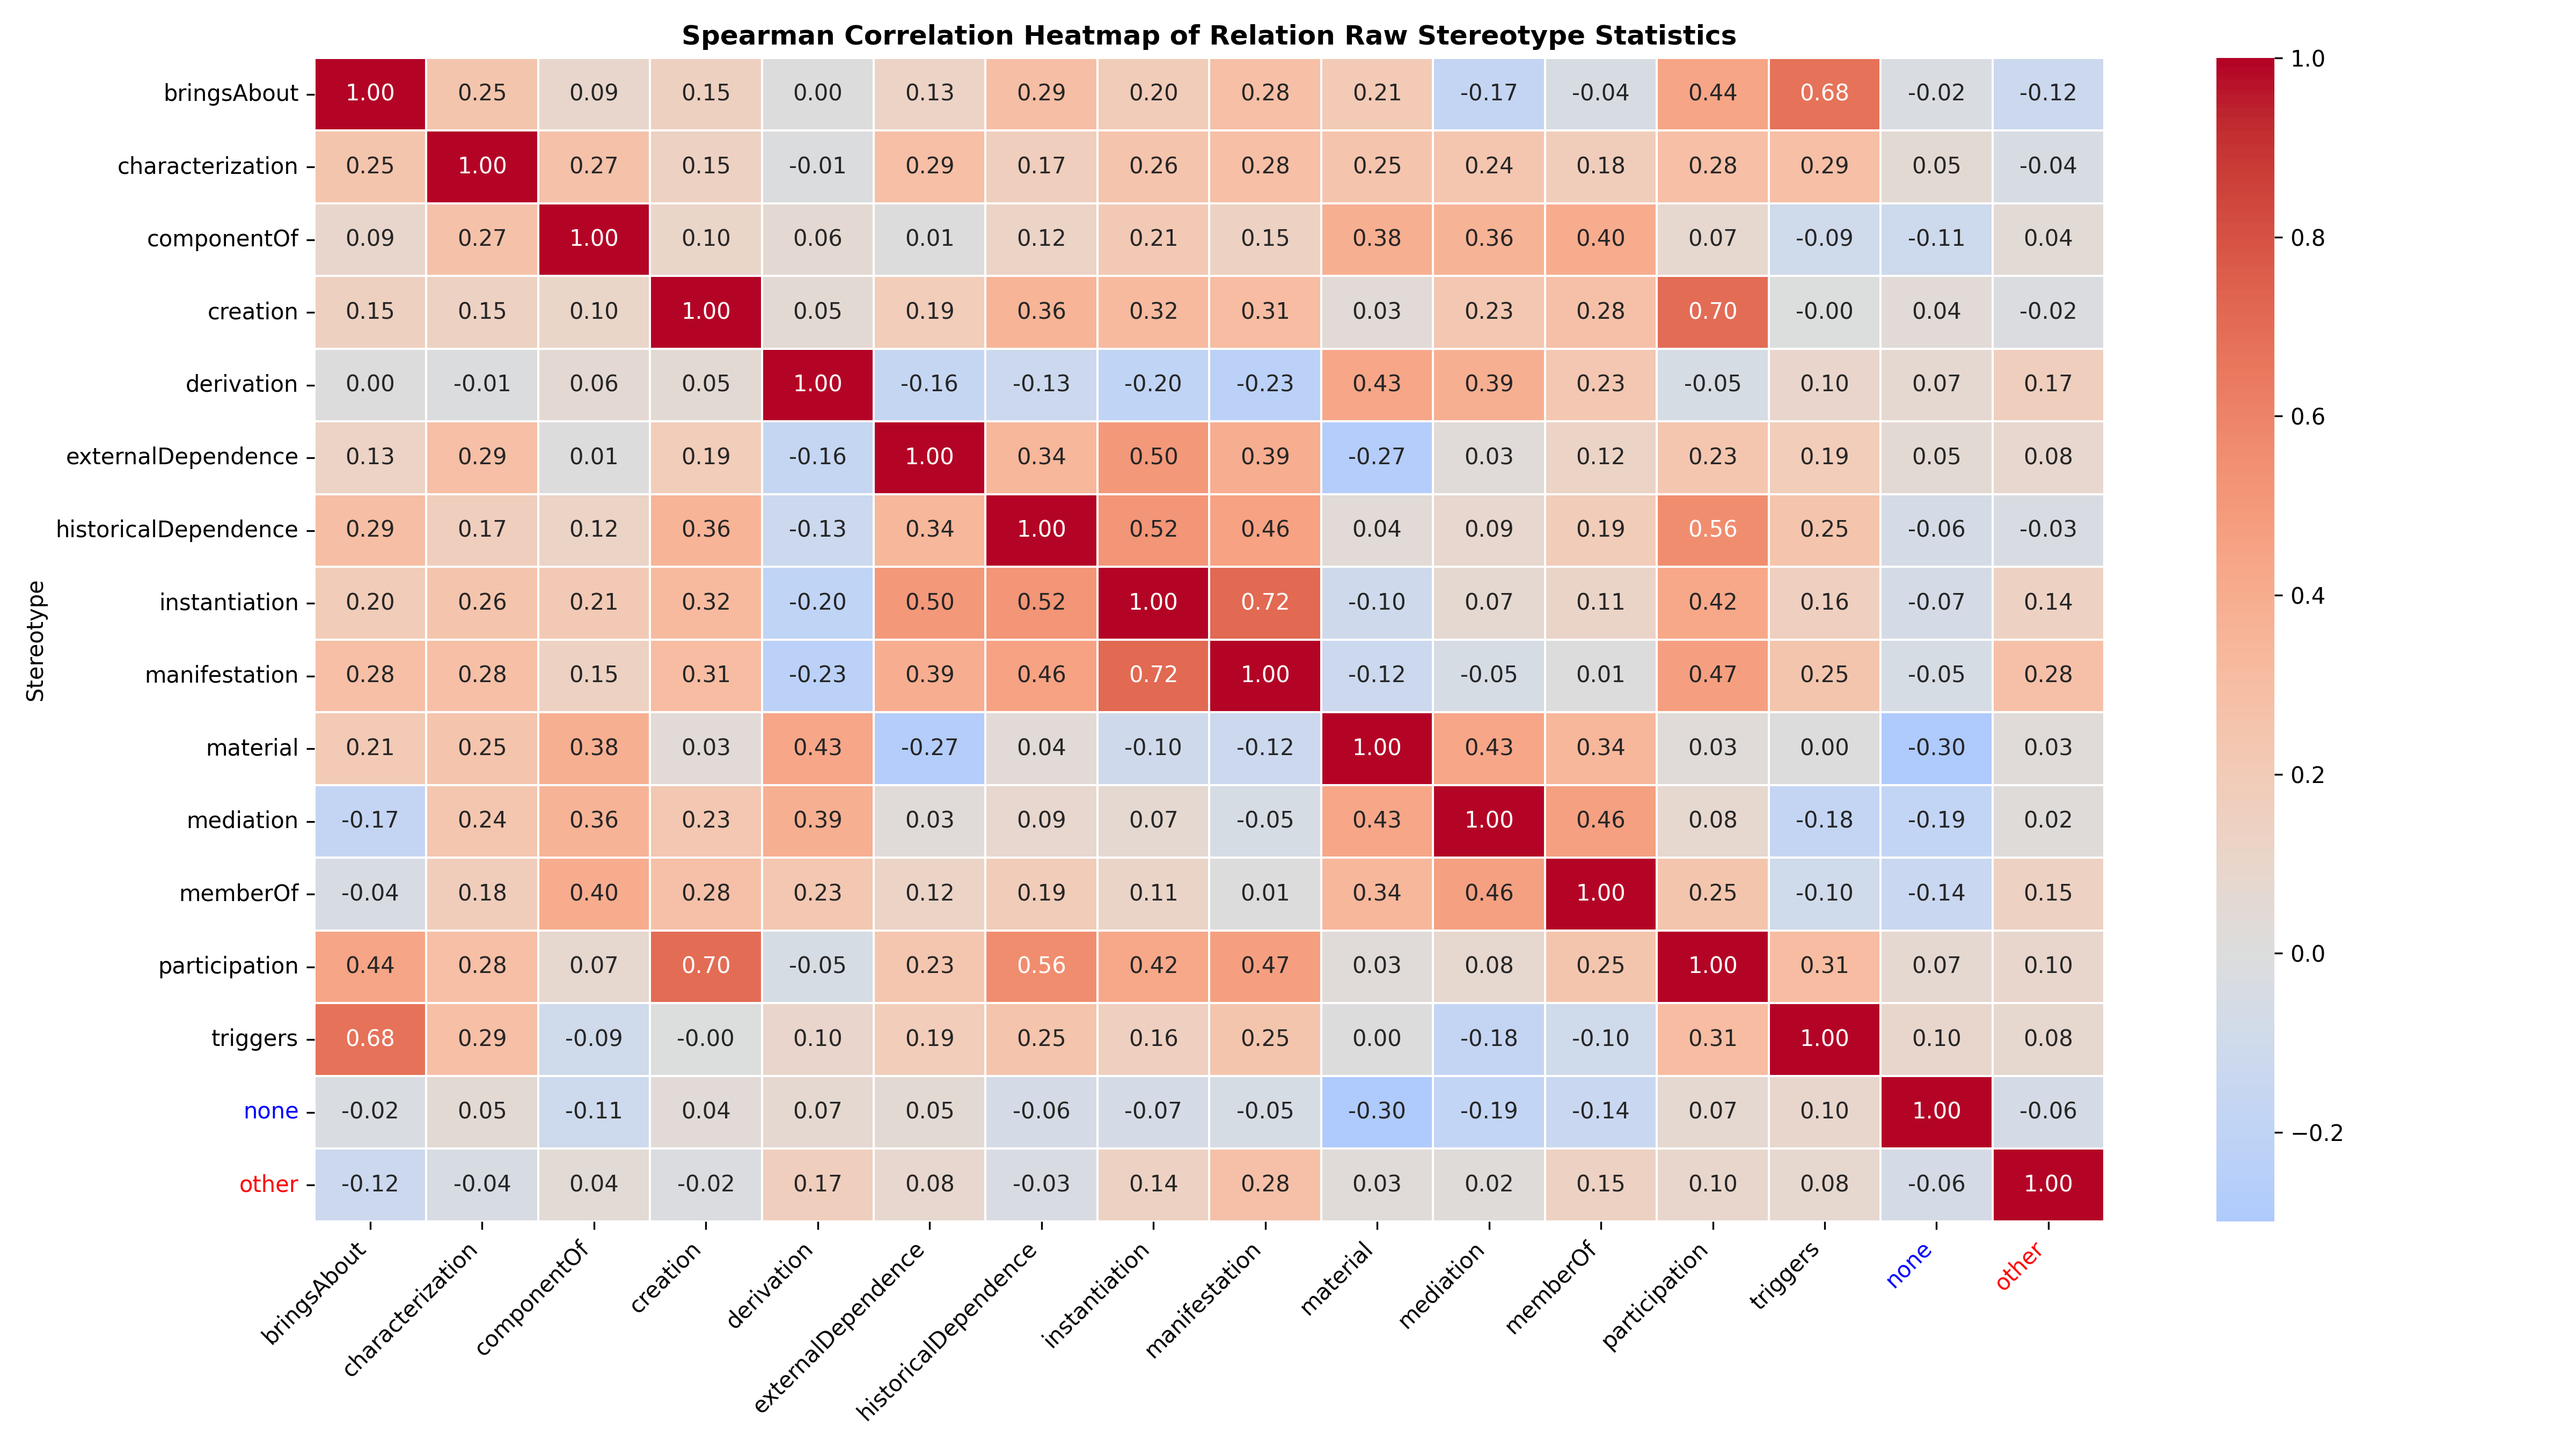 Spearman Correlation Heatmap of Relation Raw Stereotype Statistics
Stereotype
bringsAbout 1.00 0.25 0.09 0.15 0.00 0.13 0.29 0.20 0.28 0.21 -0.17 -0.04 0.44 0.68 -0.02 -0.12
characterization 0.25 1.00 0.27 0.15 -0.01 0.29 0.17 0.26 0.28 0.25 0.24 0.18 0.28 0.29 0.05 -0.04
componentOf 0.09 0.27 1.00 0.10 0.06 0.01 0.12 0.21 0.15 0.38 0.36 0.40 0.07 -0.09 -0.11 0.04
creation 0.15 0.15 0.10 1.00 0.05 0.19 0.36 0.32 0.31 0.03 0.23 0.28 0.70 -0.00 0.04 -0.02
derivation 0.00 -0.01 0.06 0.05 1.00 -0.16 -0.13 -0.20 -0.23 0.43 0.39 0.23 -0.05 0.10 0.07 0.17
externalDependence 0.13 0.29 0.01 0.19 -0.16 1.00 0.34 0.50 0.39 -0.27 0.03 0.12 0.23 0.19 0.05 0.08
historicalDependence 0.29 0.17 0.12 0.36 -0.13 0.34 1.00 0.52 0.46 0.04 0.09 0.19 0.56 0.25 -0.06 -0.03
instantiation 0.20 0.26 0.21 0.32 -0.20 0.50 0.52 1.00 0.72 -0.10 0.07 0.11 0.42 0.16 -0.07 0.14
manifestation 0.28 0.28 0.15 0.31 -0.23 0.39 0.46 0.72 1.00 -0.12 -0.05 0.01 0.47 0.25 -0.05 0.28
material 0.21 0.25 0.38 0.03 0.43 -0.27 0.04 -0.10 -0.12 1.00 0.43 0.34 0.03 0.00 -0.30 0.03
mediation -0.17 0.24 0.36 0.23 0.39 0.03 0.09 0.07 -0.05 0.43 1.00 0.46 0.08 -0.18 -0.19 0.02
memberOf -0.04 0.18 0.40 0.28 0.23 0.12 0.19 0.11 0.01 0.34 0.46 1.00 0.25 -0.10 -0.14 0.15
participation 0.44 0.28 0.07 0.70 -0.05 0.23 0.56 0.42 0.47 0.03 0.08 0.25 1.00 0.31 0.07 0.10
triggers 0.68 0.29 -0.09 -0.00 0.10 0.19 0.25 0.16 0.25 0.00 -0.18 -0.10 0.31 1.00 0.10 0.08
none -0.02 0.05 -0.11 0.04 0.07 0.05 -0.06 -0.07 -0.05 -0.30 -0.19 -0.14 0.07 0.10 1.00 -0.06
other -0.12 -0.04 0.04 -0.02 0.17 0.08 -0.03 0.14 0.28 0.03 0.02 0.15 0.10 0.08 -0.06 1.00
bringsAbout characterization componentOf creation derivation externalDependence historicalDependence instantiation manifestation material mediation memberOf participation triggers none other
1.0
0.8
0.6
0.4
0.2
0.0
−0.2